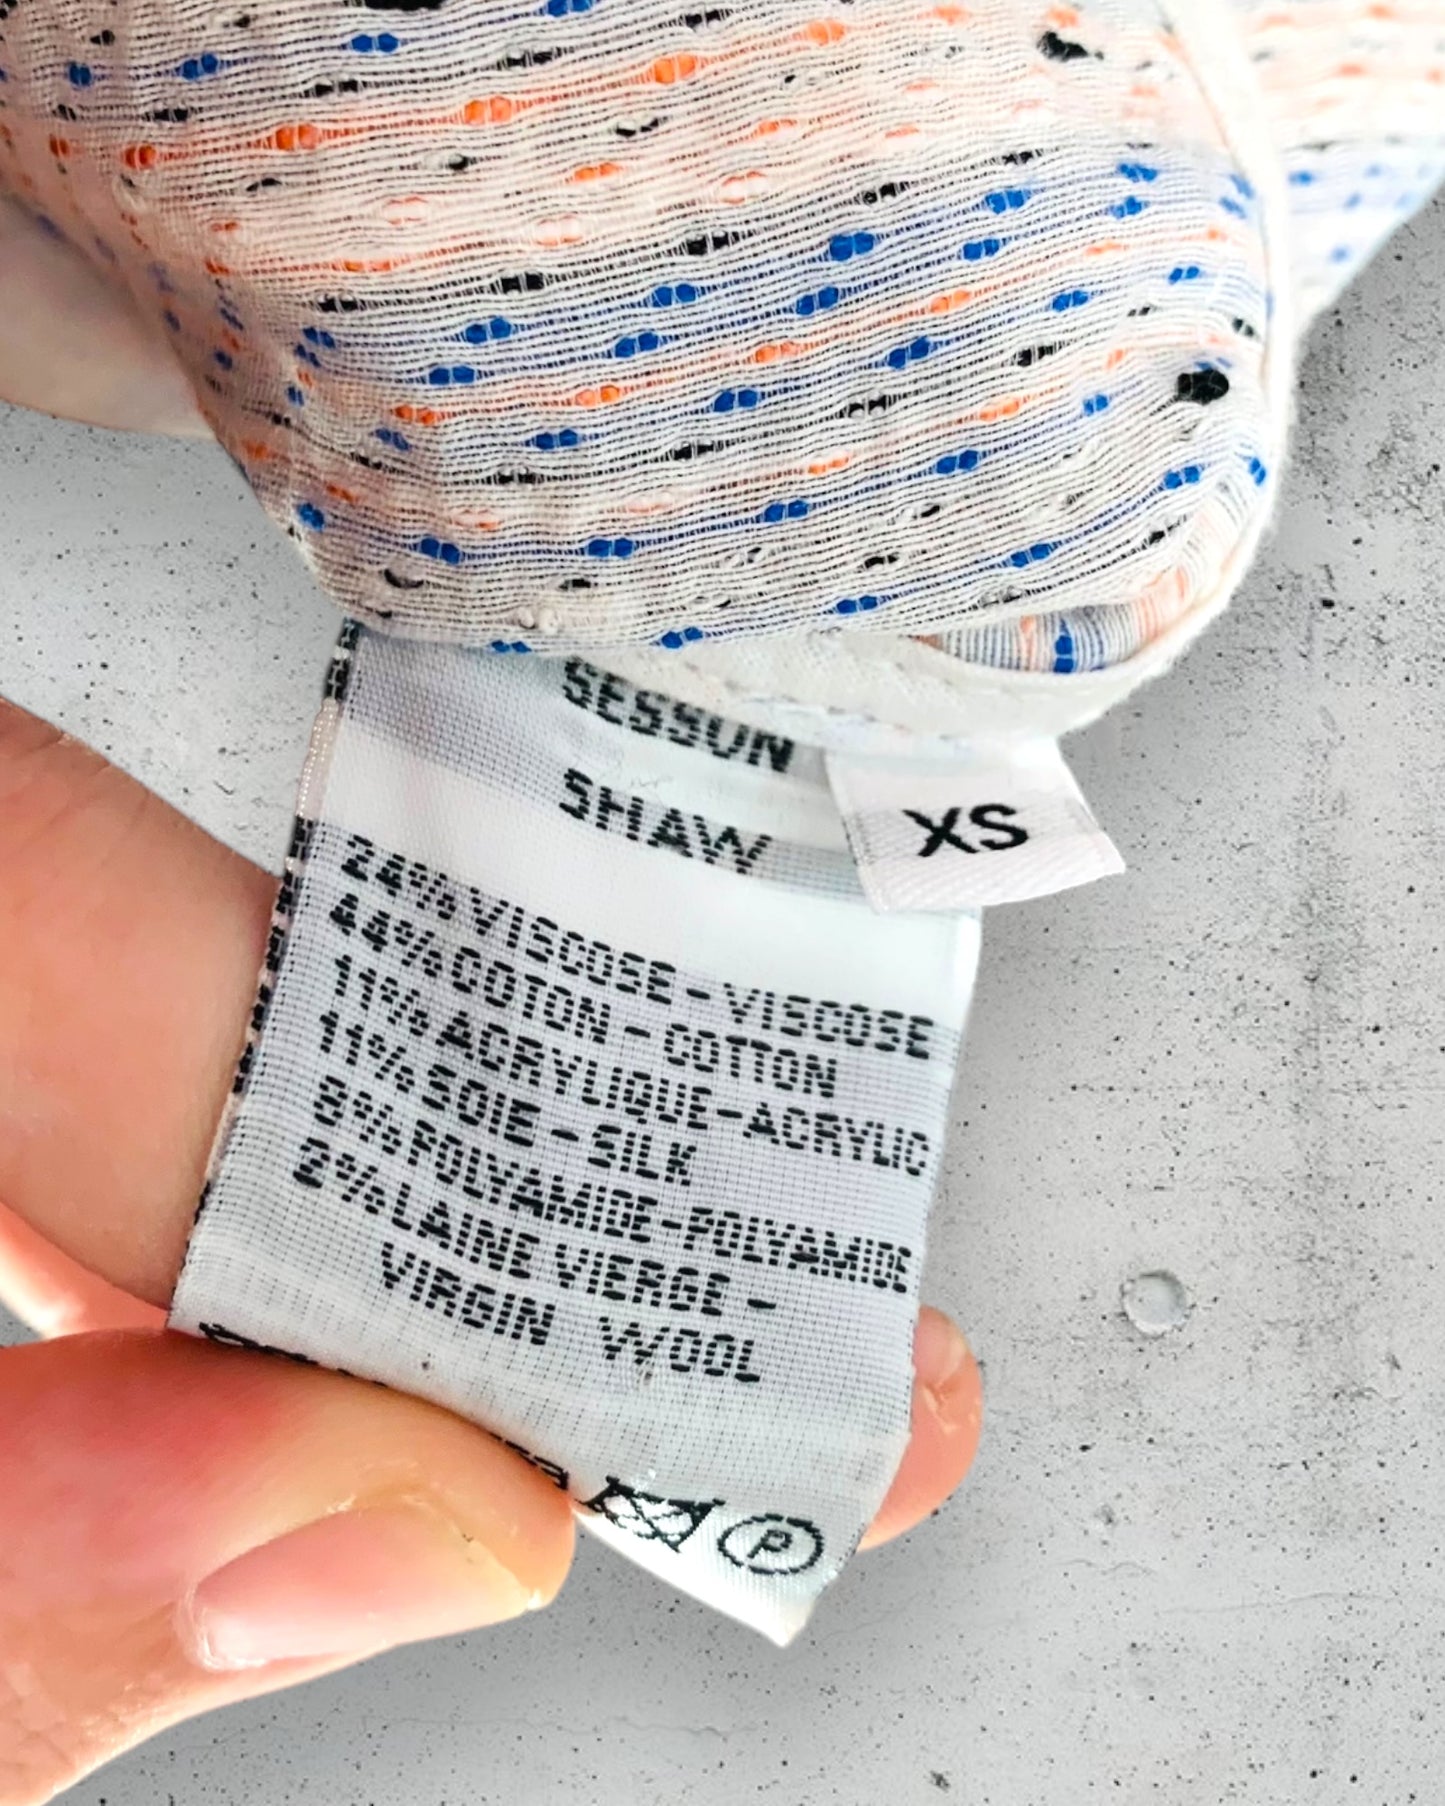 SESSUN
SHAW
XS
24% VISCOSE - VISCOSE
44% COTON - COTTON
11% ACRYLIQUE - ACRYLIC
11% SOIE - SILK
8% POLYAMIDE - POLYAMIDE
2% LAINE VIERGE -
VIRGIN WOOL
P